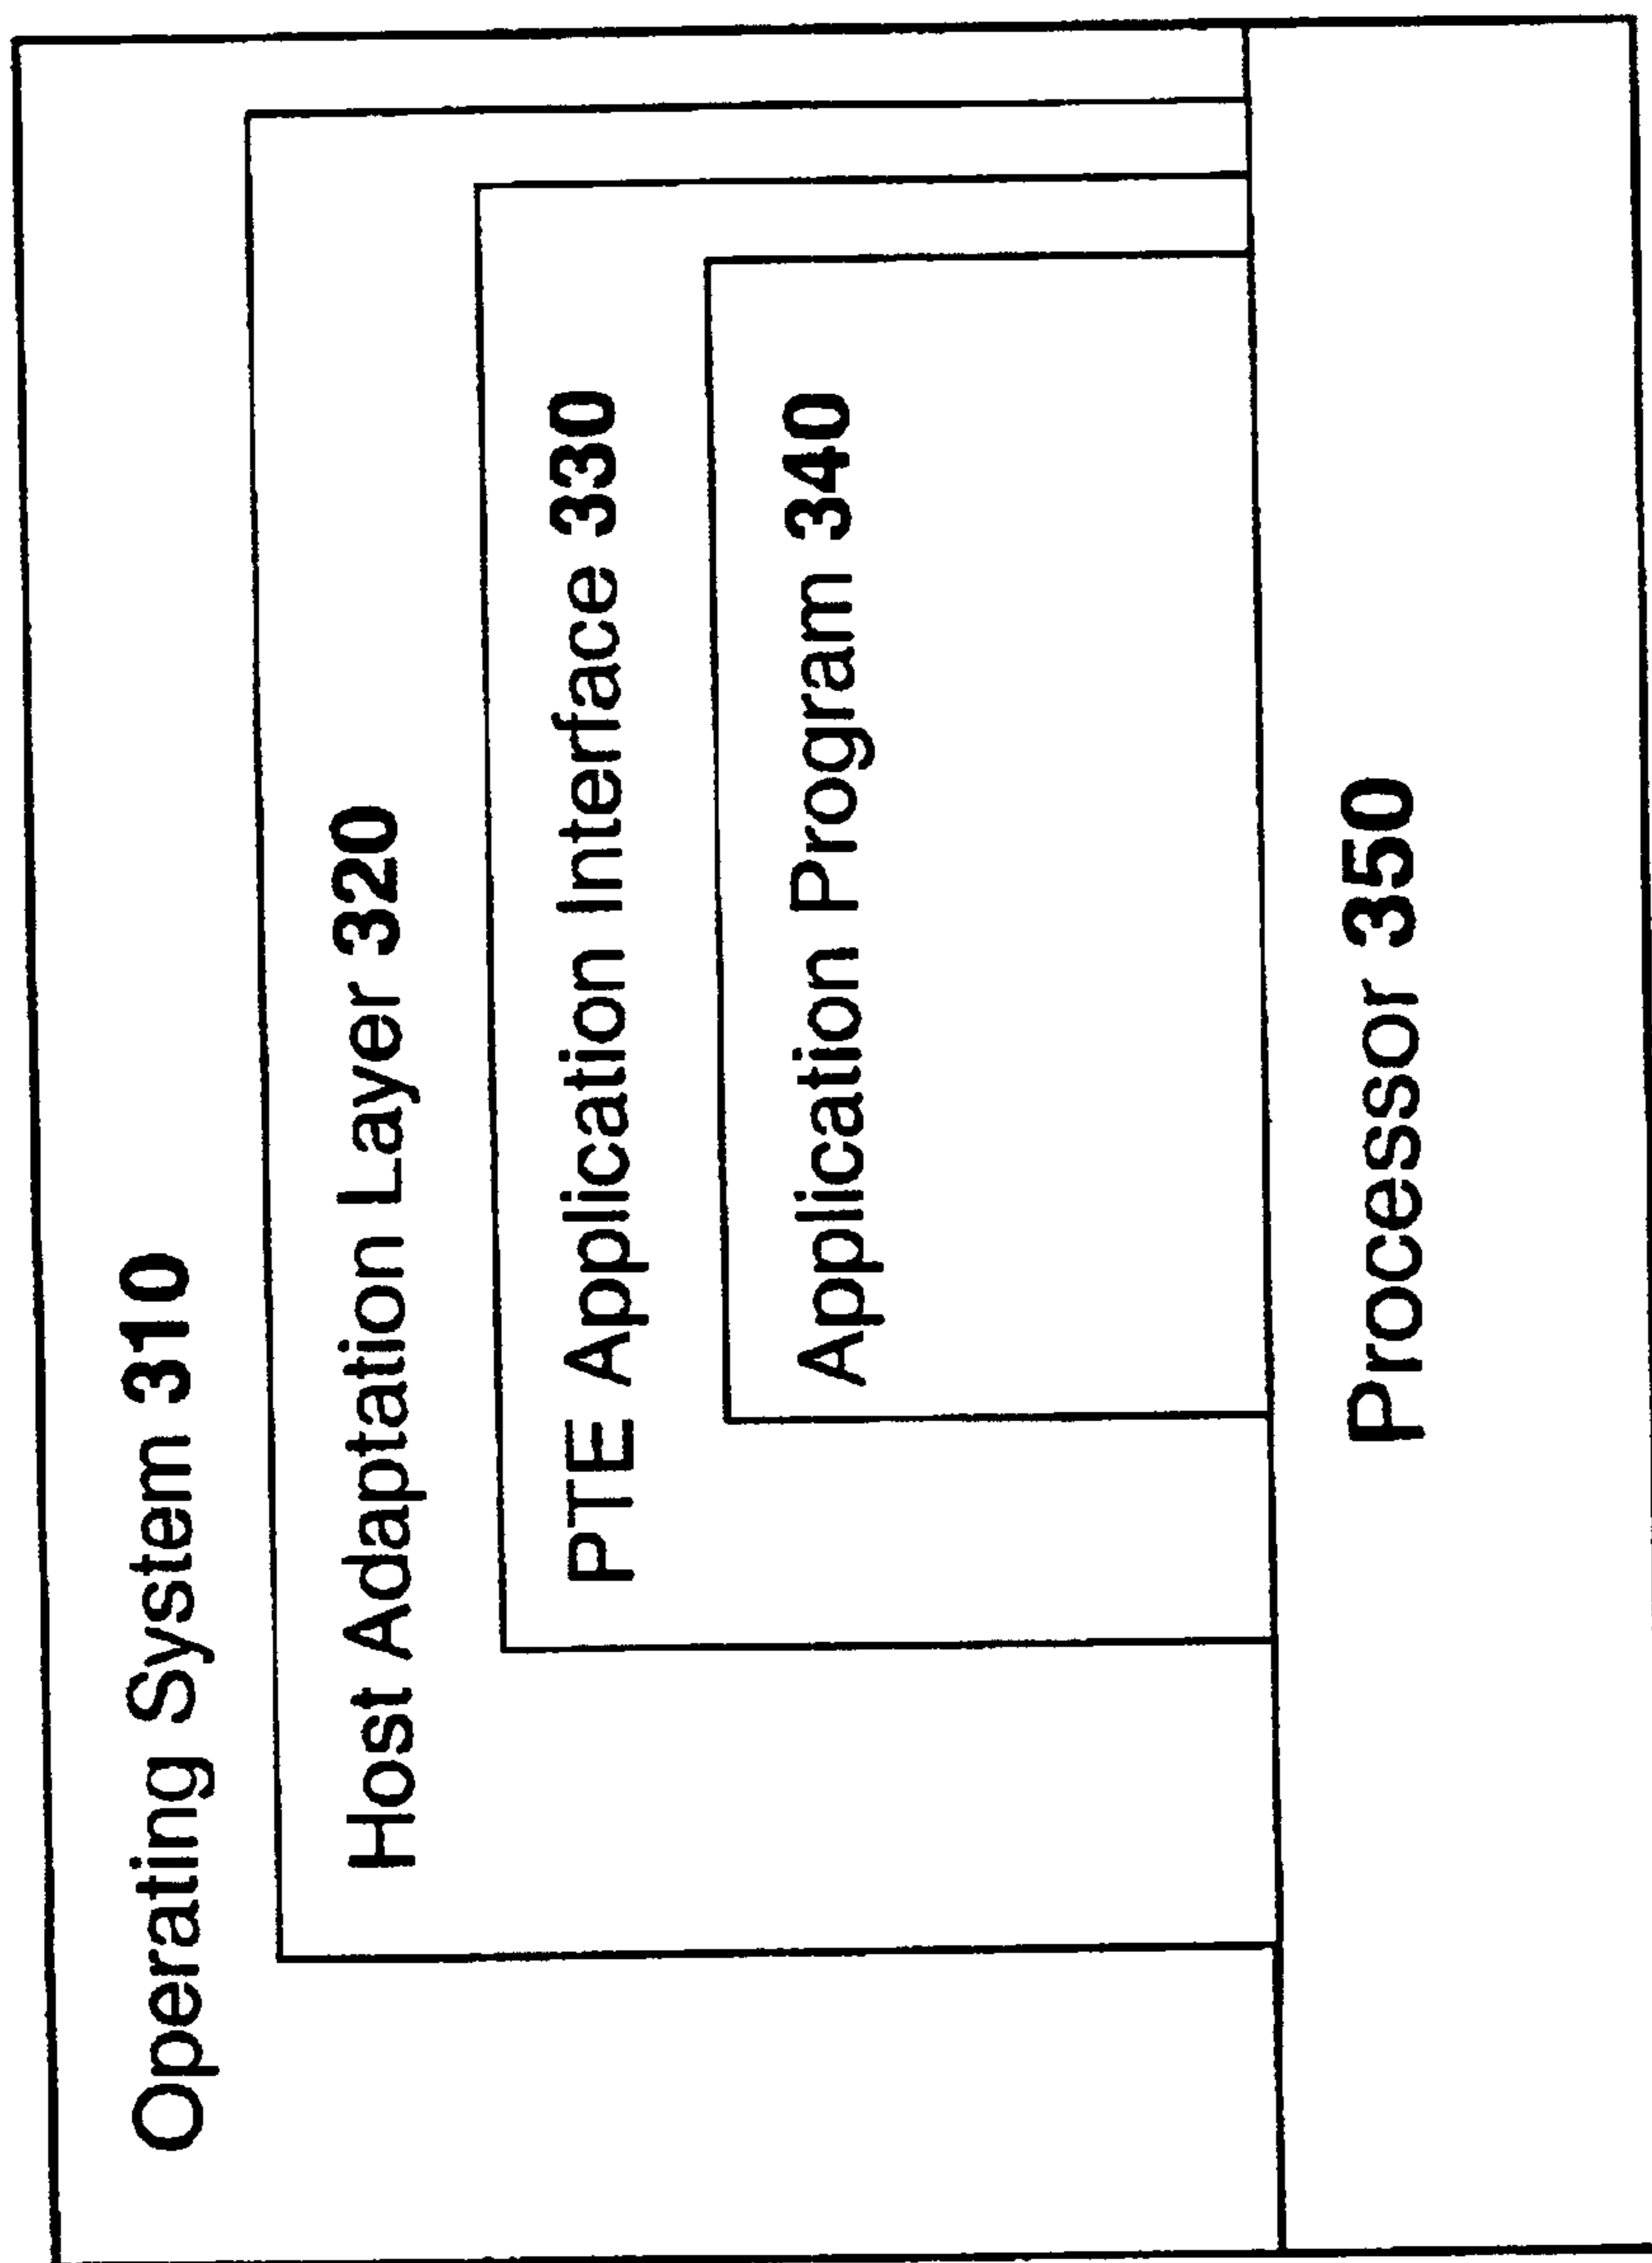 Operating System 310
Host Adaptation Layer 320
PTE Application Interface 330
Application Program 340
Processor 350